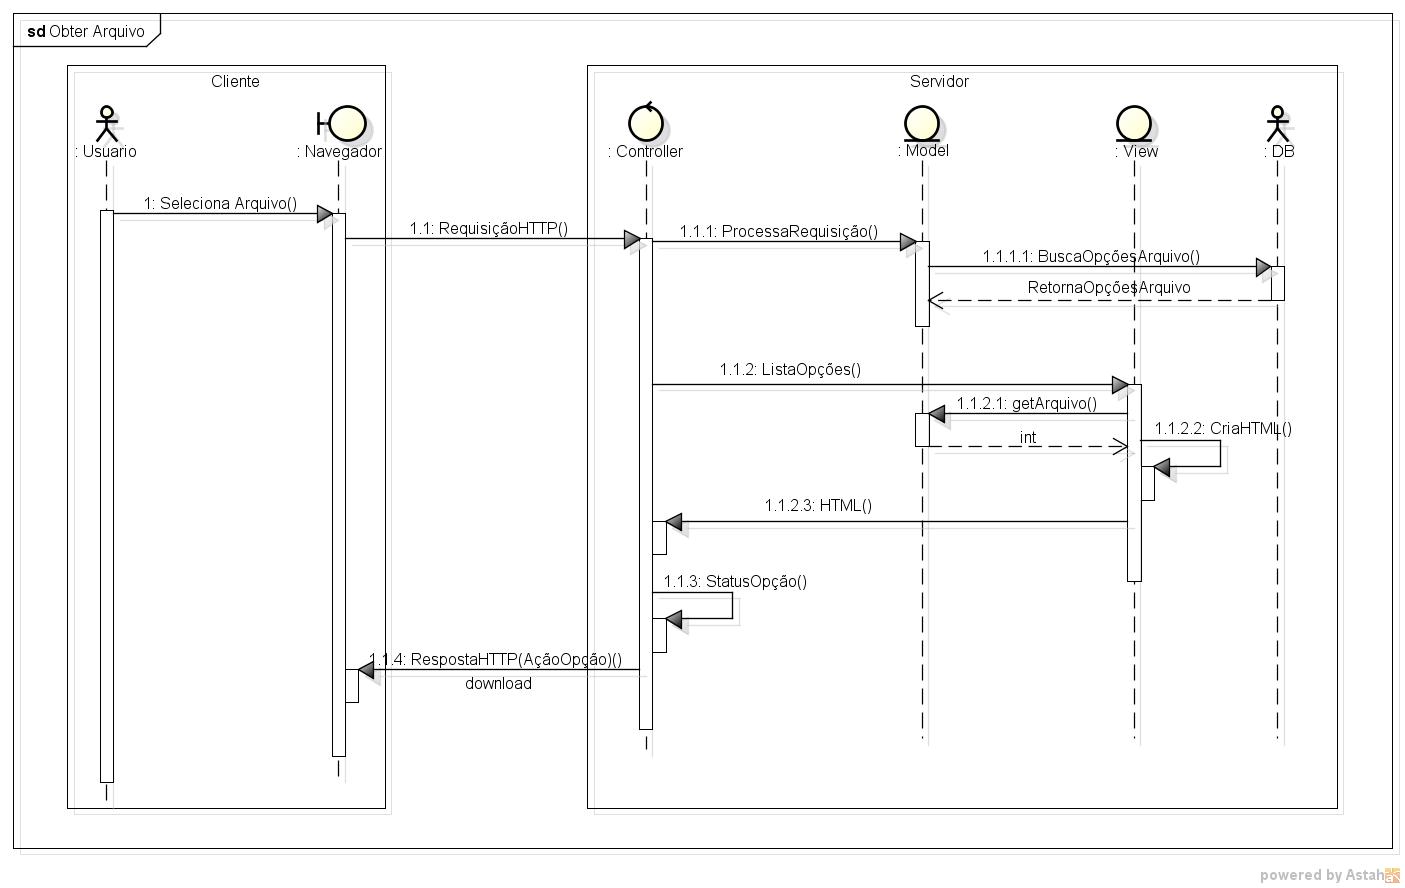 sd Obter Arquivo
Cliente
Servidor
: Usuario
: Navegador
: Controller
: Model
: View
: DB
1: Seleciona Arquivo()
1.1: RequisiçãoHTTP()
1.1.1: ProcessaRequisição()
1.1.1.1: BuscaOpçõesArquivo()
RetornaOpçõesArquivo
1.1.2: ListaOpções()
1.1.2.1: getArquivo()
1.1.2.2: CriaHTML()
int
1.1.2.3: HTML()
1.1.3: StatusOpção()
1.1.4: RespostaHTTP(AçãoOpção)()
download
powered by Astah